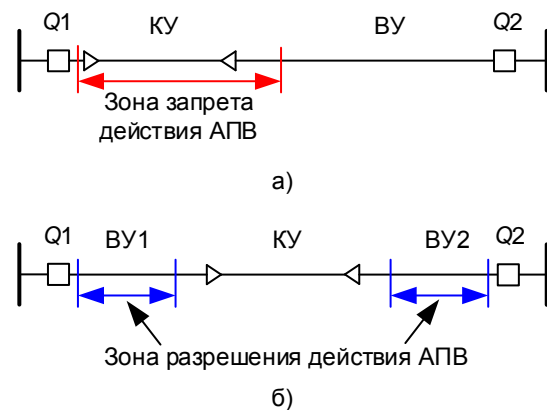 Q1 КУ ВУ Q2
Зона запрета
действия АПВ
а)
Q1 ВУ1 КУ ВУ2 Q2
Зона разрешения действия АПВ
б)